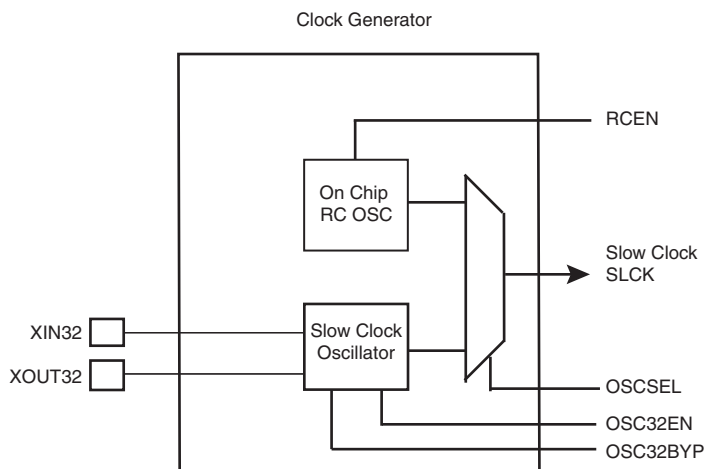 Clock Generator
RCEN
On Chip
RC OSC
Slow Clock
SLCK
XIN32
Slow Clock
Oscillator
XOUT32
OSCSEL
OSC32EN
OSC32BYP